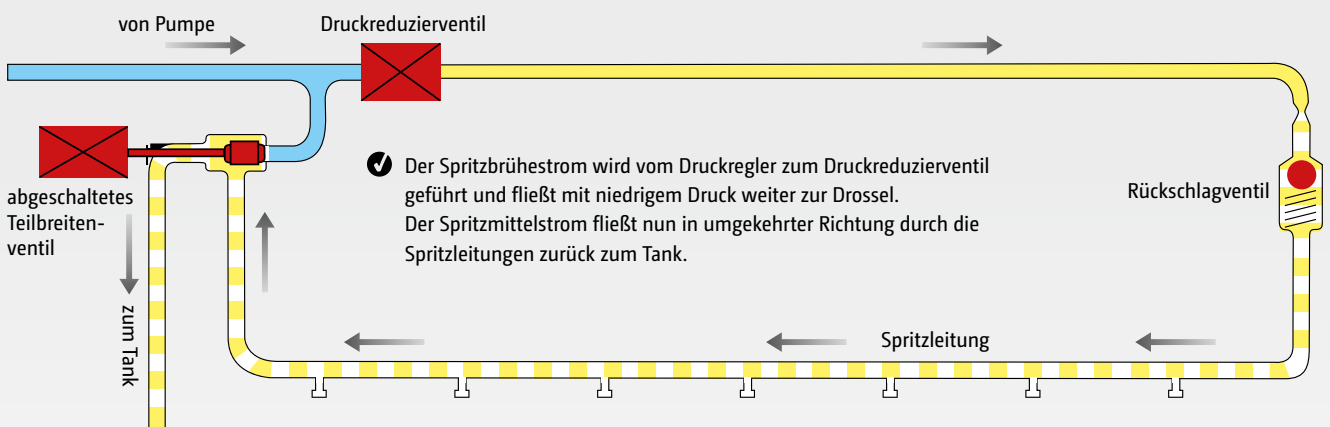 von Pumpe
Druckreduzierventil
abgeschaltetes
Teilbreiten-
ventil
zum Tank
Der Spritzbrühestrom wird vom Druckregler zum Druckreduzierventil
geführt und fließt mit niedrigem Druck weiter zur Drossel.
Der Spritzmittelstrom fließt nun in umgekehrter Richtung durch die
Spritzleitungen zurück zum Tank.
Rückschlagventil
Spritzleitung